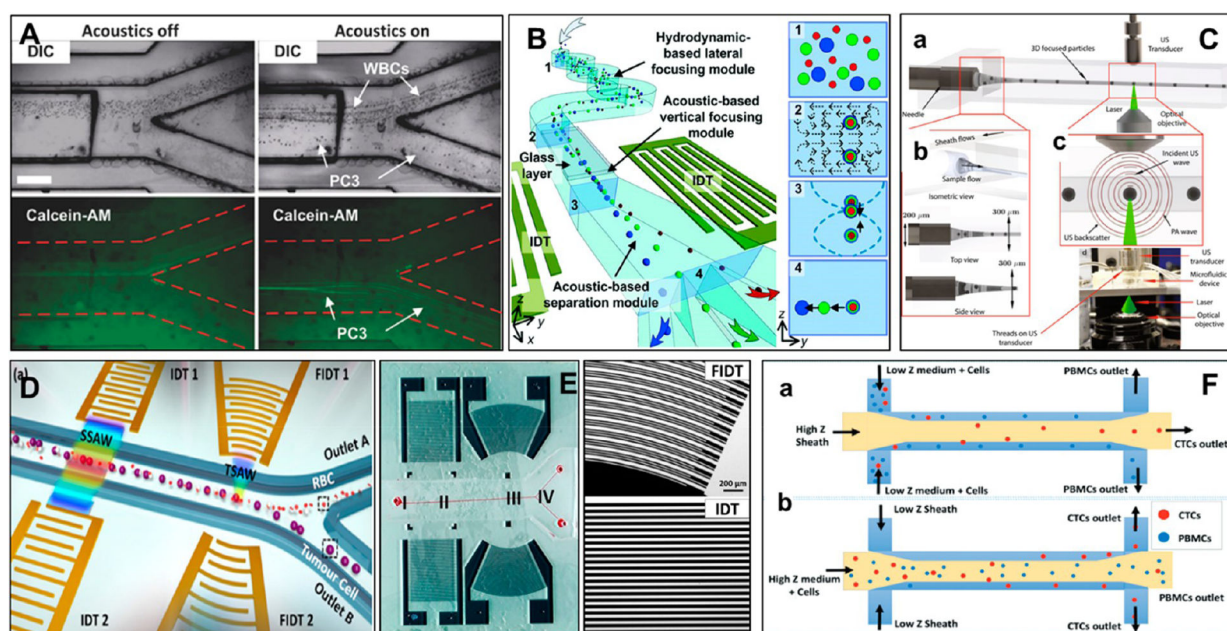 A
Acoustics off
Acoustics on
DIC
DIC
WBCs
PC3
Calcein-AM
Calcein-AM
PC3
B
Hydrodynamic-
based lateral
focusing module
Acoustic-based
vertical focusing
module
1
2
Glass
layer
3
IDT
IDT
4
Acoustic-based
separation module
z
y
x
1
2
3
4
z
y
C
a
US
Transducer
3D focused particles
Needle
Laser
Optical
objective
b
Sheath flows
Sample flow
Isometric view
200 μm
300 μm
Top view
300 μm
Side view
c
Incident US
wave
US
backscatter
PA wave
d
US
transducer
Microfluidic
device
Laser
Optical
objective
Threads on US
transducer
(a)
D
IDT 1
FIDT 1
SSAW
TSAW
Outlet A
RBC
Tumour Cell
Outlet B
IDT 2
FIDT 2
E
I
II
III
IV
FIDT
200 μm
IDT
F
a
Low Z medium + Cells
PBMCs outlet
High Z
Sheath
CTCs outlet
Low Z medium + Cells
PBMCs outlet
b
Low Z Sheath
CTCs outlet
CTCs
PBMCs
High Z medium
+ Cells
PBMCs outlet
Low Z Sheath
CTCs outlet